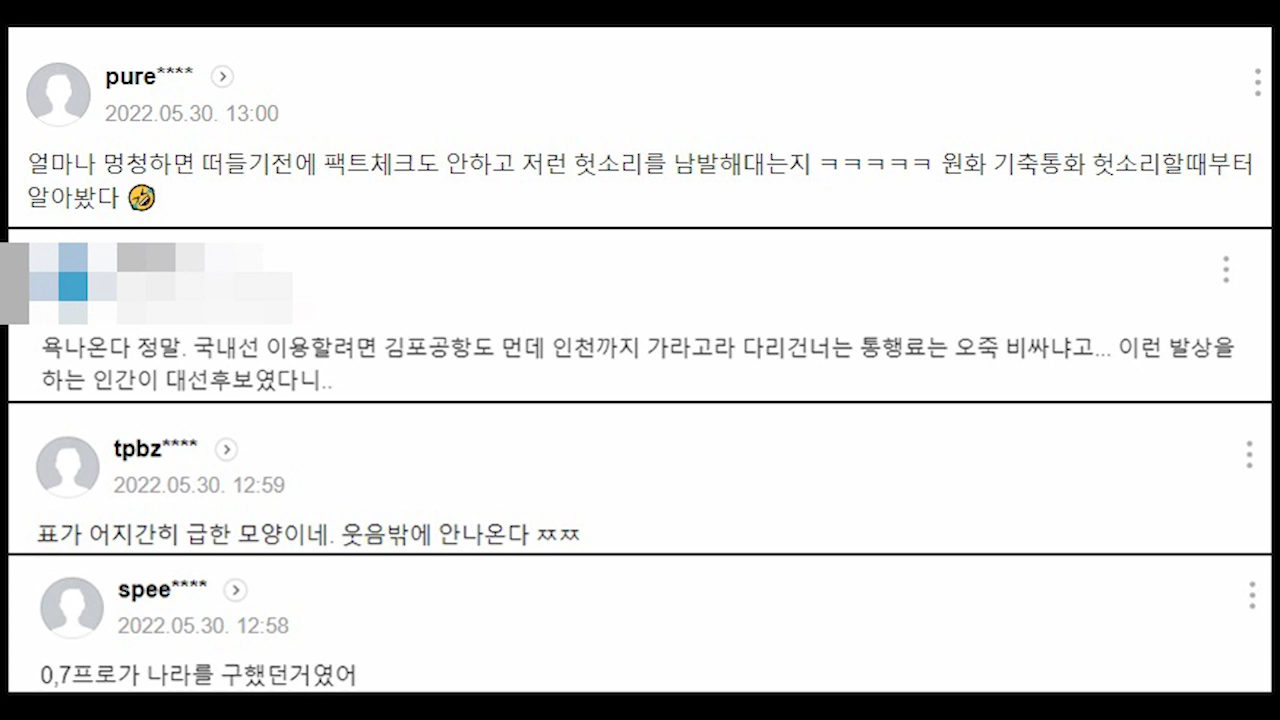 pure****
2022.05.30. 13:00
얼마나 멍청하면 떠들기전에 팩트체크도 안하고 저런 헛소리를 남발해대는지 ㅋㅋㅋㅋㅋ 원화 기축통화 헛소리할때부터
알아봤다 🤣
욕나온다 정말. 국내선 이용할려면 김포공항도 먼데 인천까지 가라고라 다리건너는 통행료는 오죽 비싸냐고... 이런 발상을
하는 인간이 대선후보였다니..
tpbz****
2022.05.30. 12:59
표가 어지간히 급한 모양이네. 웃음밖에 안나온다 ㅉㅉ
spee****
2022.05.30. 12:58
0,7프로가 나라를 구했던거였어